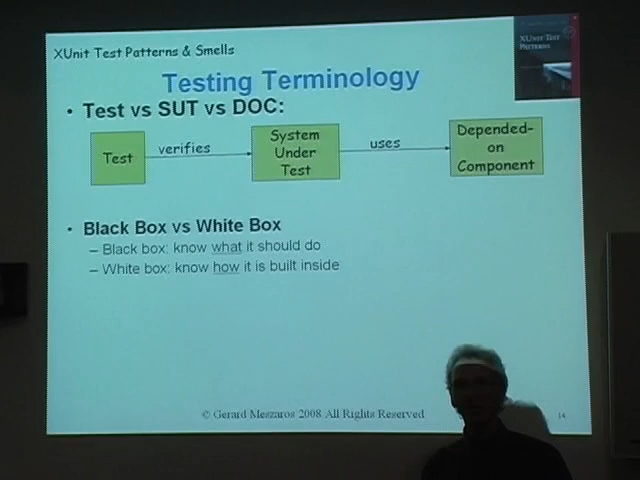 XUnit Test Patterns & Smells
XUNIT TEST
PATTERNS
Testing Terminology
• Test vs SUT vs DOC:
Test
verifies
System
Under
Test
uses
Depended-
on
Component
• Black Box vs White Box
– Black box: know what it should do
– White box: know how it is built inside
© Gerard Meszaros 2008 All Rights Reserved
14